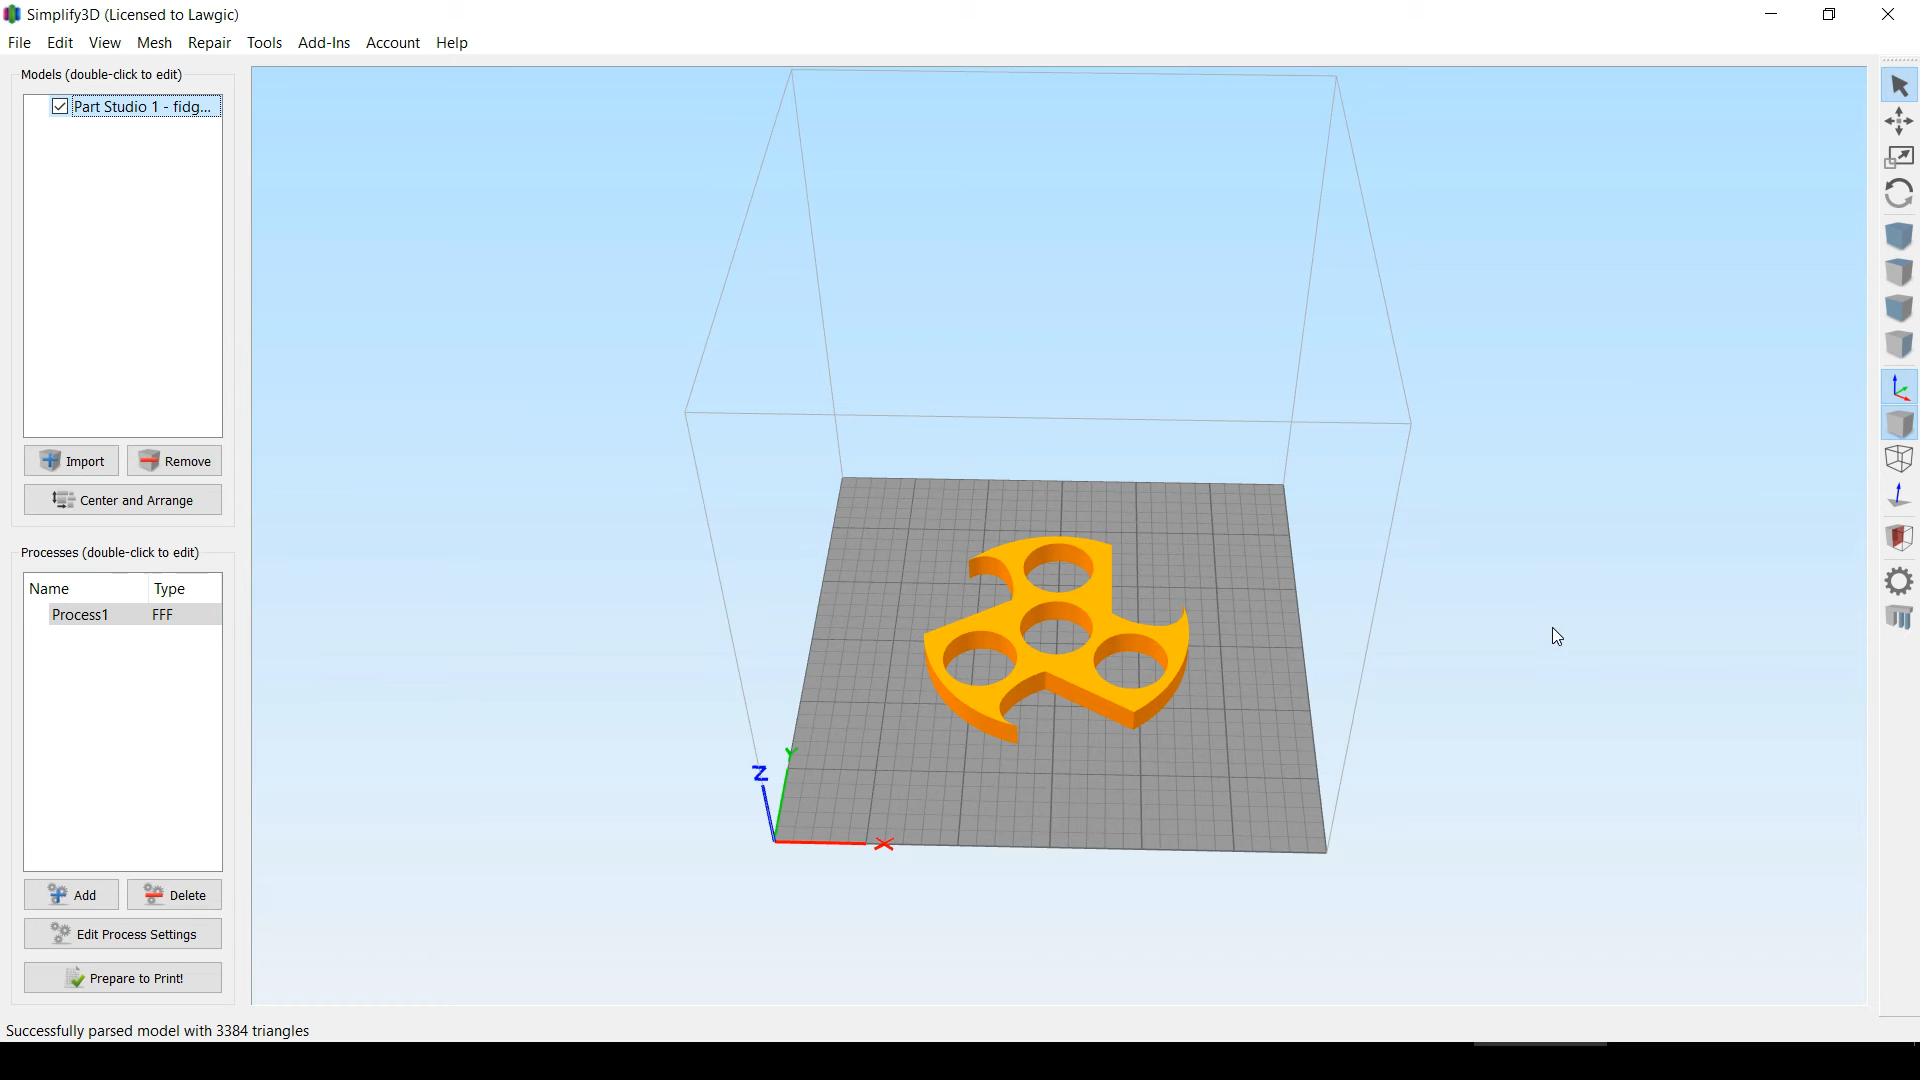 Simplify3D (Licensed to Lawgic)
File Edit View Mesh Repair Tools Add-Ins Account Help
Models (double-click to edit)
Part Studio 1 - fidg...
Import Remove
Center and Arrange
Processes (double-click to edit)
Name Type
Process1 FFF
Add Delete
Edit Process Settings
Prepare to Print!
Z
Y
X
Successfully parsed model with 3384 triangles